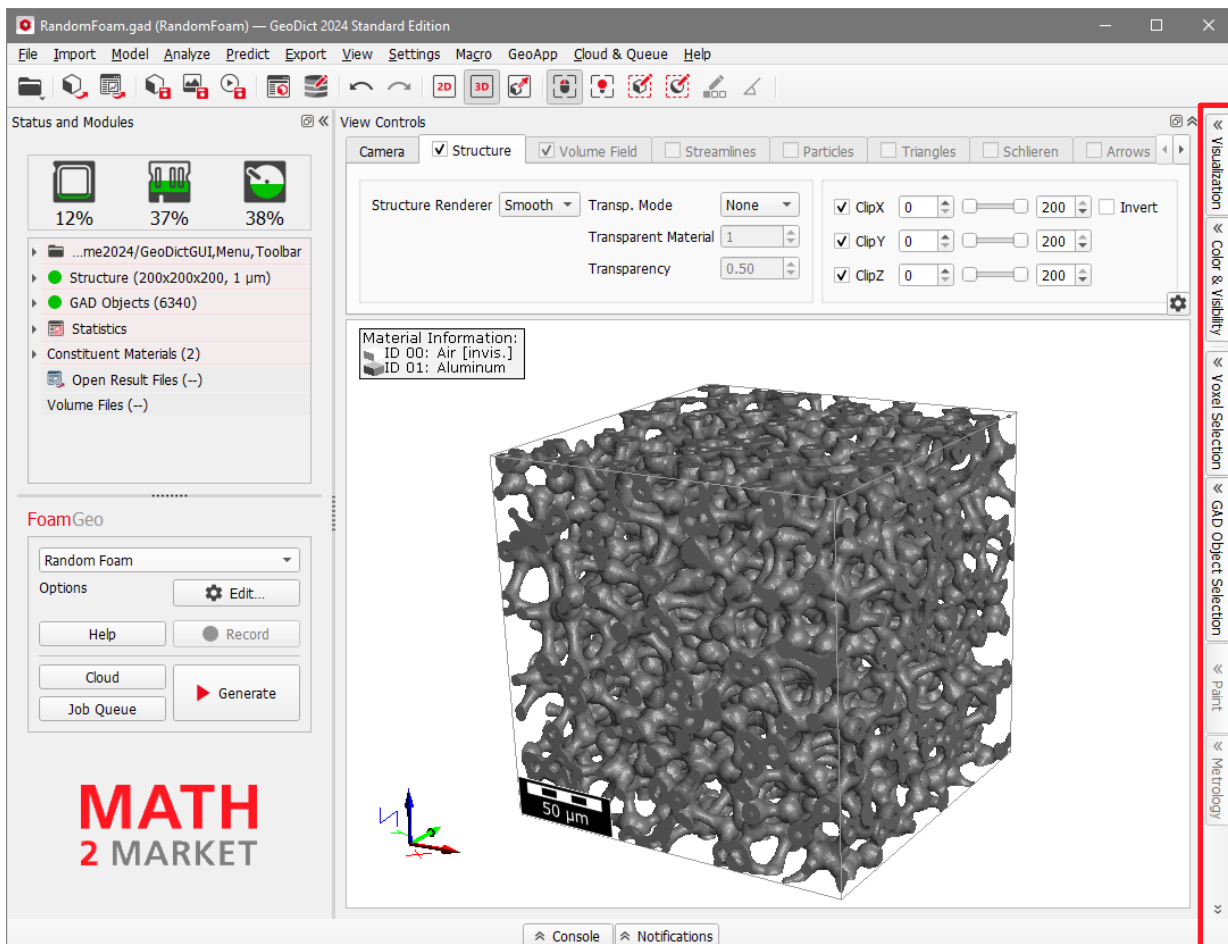 RandomFoam.gad (RandomFoam) — GeoDict 2024 Standard Edition
File Import Model Analyze Predict Export View Settings Macro GeoApp Cloud & Queue Help
2D 3D
Status and Modules
12% 37% 38%
...me2024/GeoDictGUI,Menu,Toolbar
Structure (200x200x200, 1 µm)
GAD Objects (6340)
Statistics
Constituent Materials (2)
Open Result Files (--)
Volume Files (--)
FoamGeo
Random Foam
Options
Edit...
Help
Record
Cloud
Generate
Job Queue
MATH
2 MARKET
View Controls
Camera Structure Volume Field Streamlines Particles Triangles Schlieren Arrows
Structure Renderer Smooth Transp. Mode None
Transparent Material 1
Transparency 0.50
ClipX 0 200 Invert
ClipY 0 200
ClipZ 0 200
Material Information:
ID 00: Air [invis.]
ID 01: Aluminum
50 µm
Z
X
Visualization
Color & Visibility
Voxel Selection
GAD Object Selection
Paint
Metrology
Console Notifications